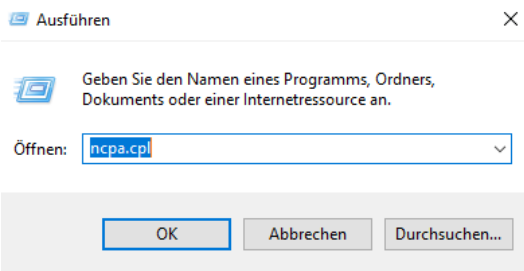 Ausführen
Geben Sie den Namen eines Programms, Ordners,
Dokuments oder einer Internetressource an.
Öffnen: ncpa.cpl
OK Abbrechen Durchsuchen...